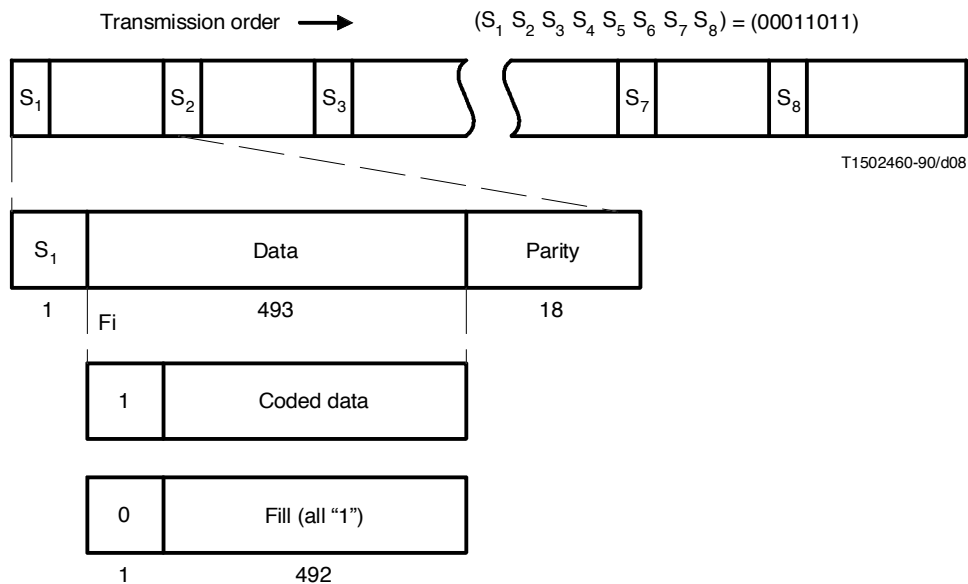 Transmission order (S1 S2 S3 S4 S5 S6 S7 S8) = (00011011)
S1 S2 S3 S7 S8
T1502460-90/d08
S1 Data Parity
1 493 18
Fi
1 Coded data
0 Fill (all “1”)
1 492